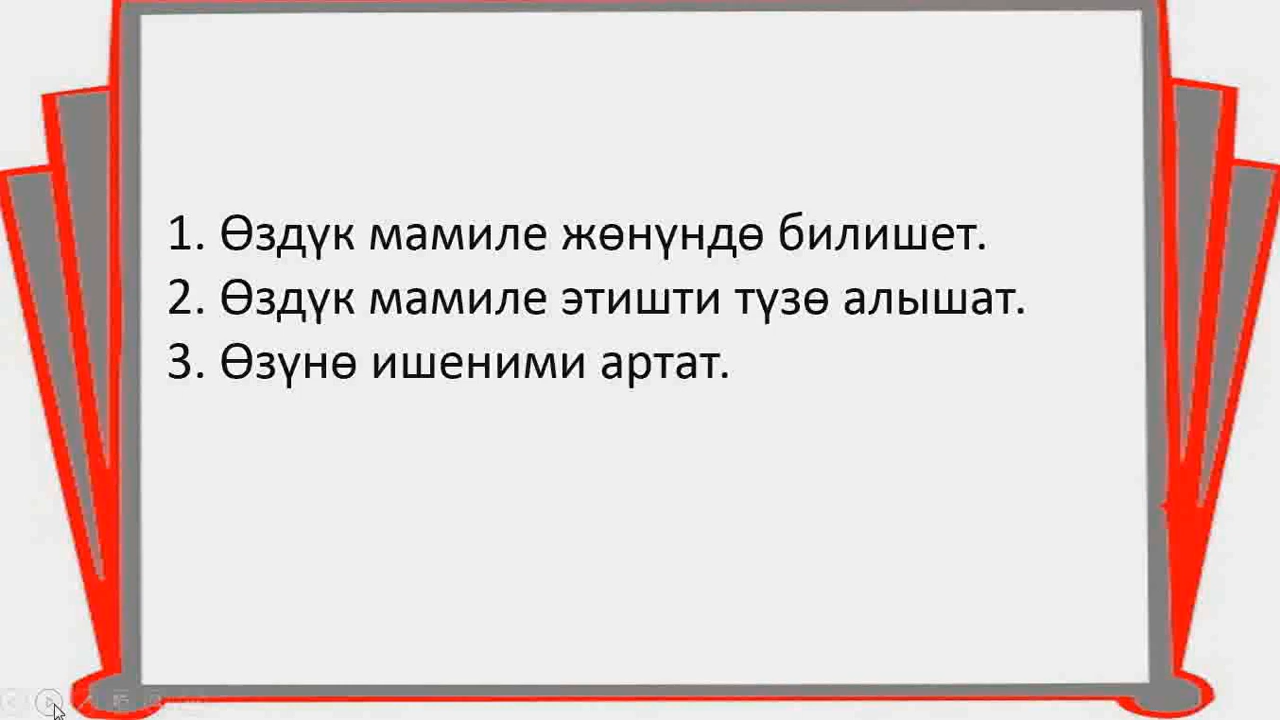 1. Өздүк мамиле жөнүндө билишет.
2. Өздүк мамиле этишти түзө алышат.
3. Өзүнө ишеними артат.